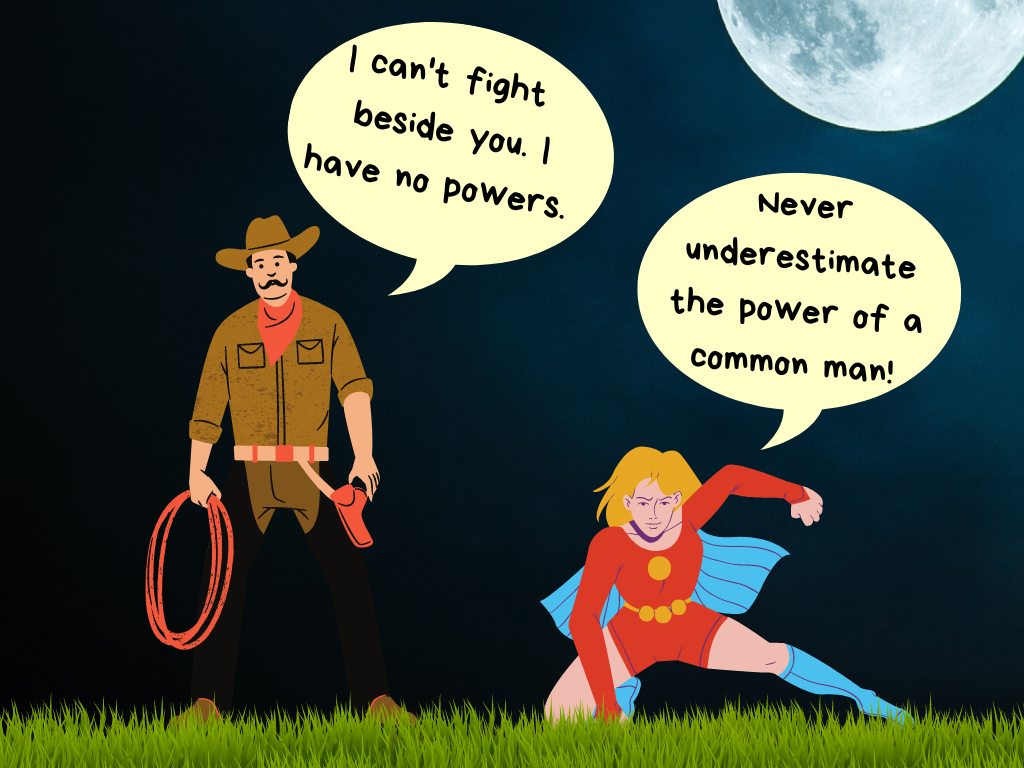 I can't fight
beside you. I
have no powers.
Never
underestimate
the power of a
common man!